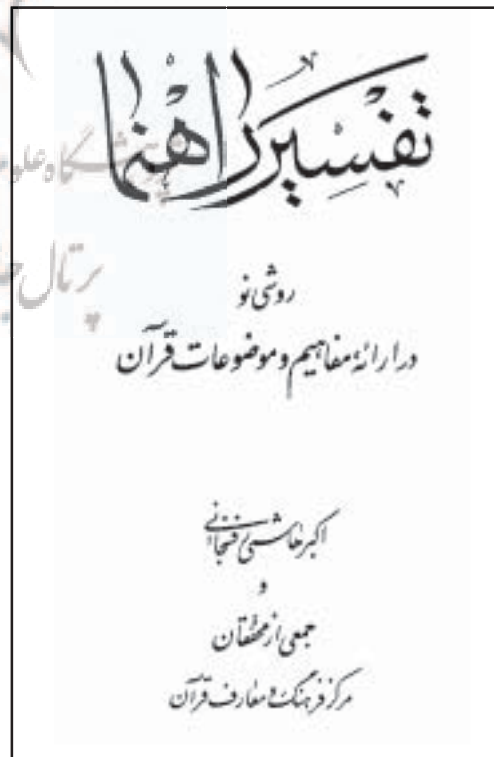 تفسیر راهنما
روشی نو
در ارائه مفاهیم و موضوعات قرآن
اکبر هاشمی رفسنجانی
و
جمعی از محققان
مرکز فرهنگ و معارف قرآن
پرتال